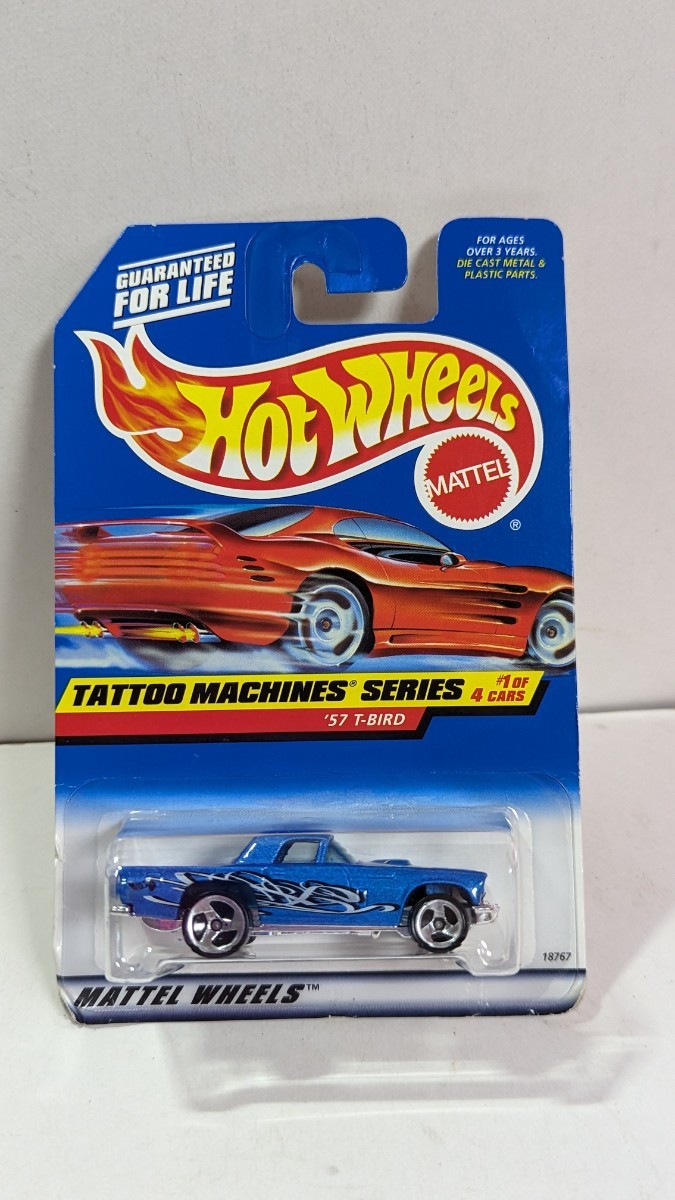 GUARANTEED
FOR LIFE
FOR AGES
OVER 3 YEARS.
DIE CAST METAL &
PLASTIC PARTS.
HOT WHEELS
MATTEL
®
TATTOO MACHINES® SERIES #1 OF
4 CARS
'57 T-BIRD
18767
MATTEL WHEELS™